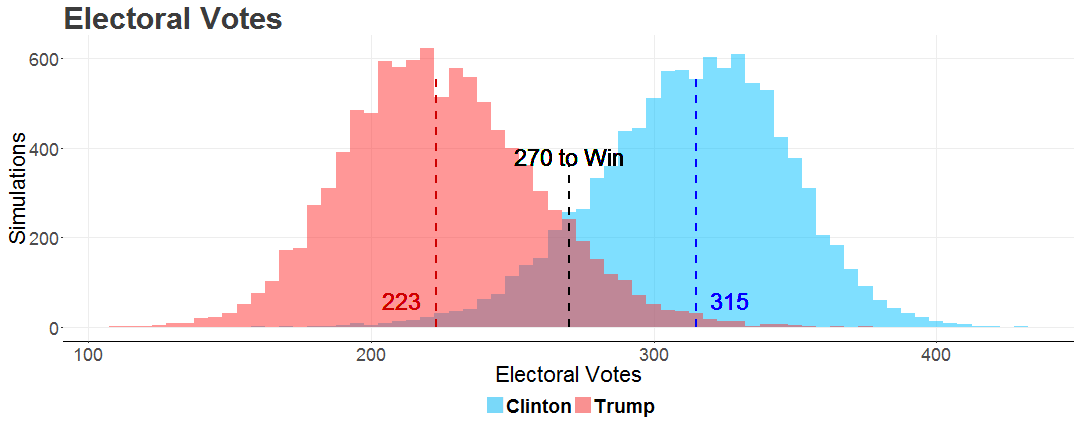 Electoral Votes
600
400
200
0
Simulations
270 to Win
223
315
100 200 300 400
Electoral Votes
Clinton Trump